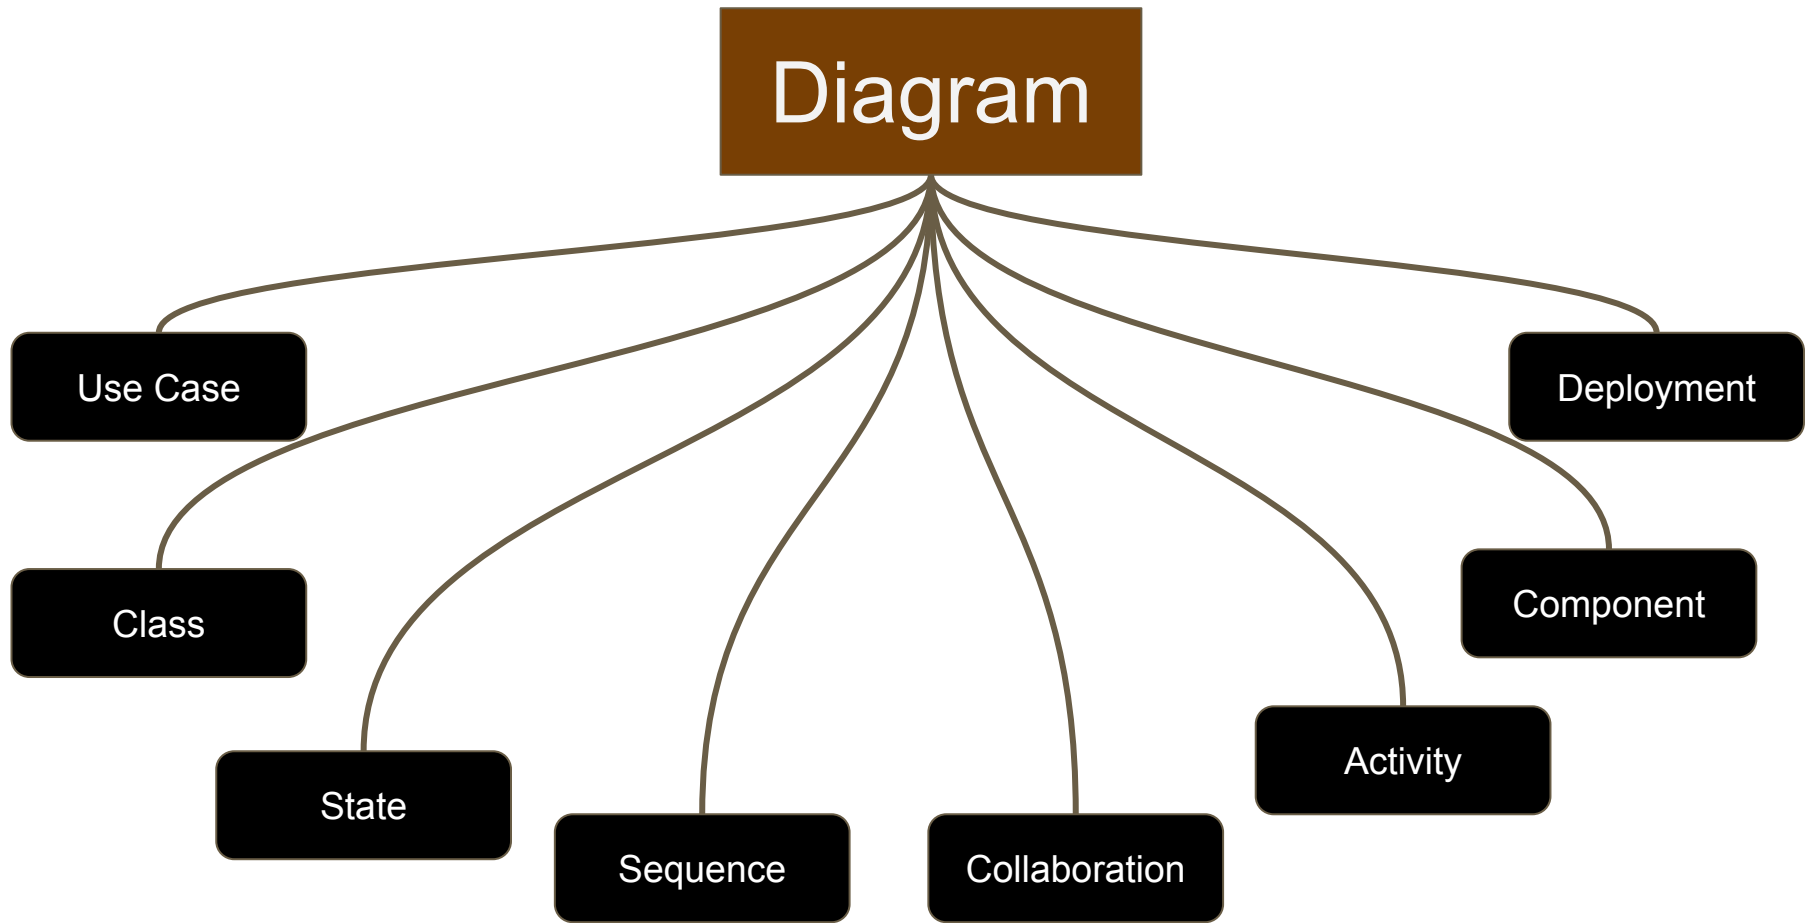 Diagram
Use Case
Deployment
Class
Component
State
Activity
Sequence
Collaboration